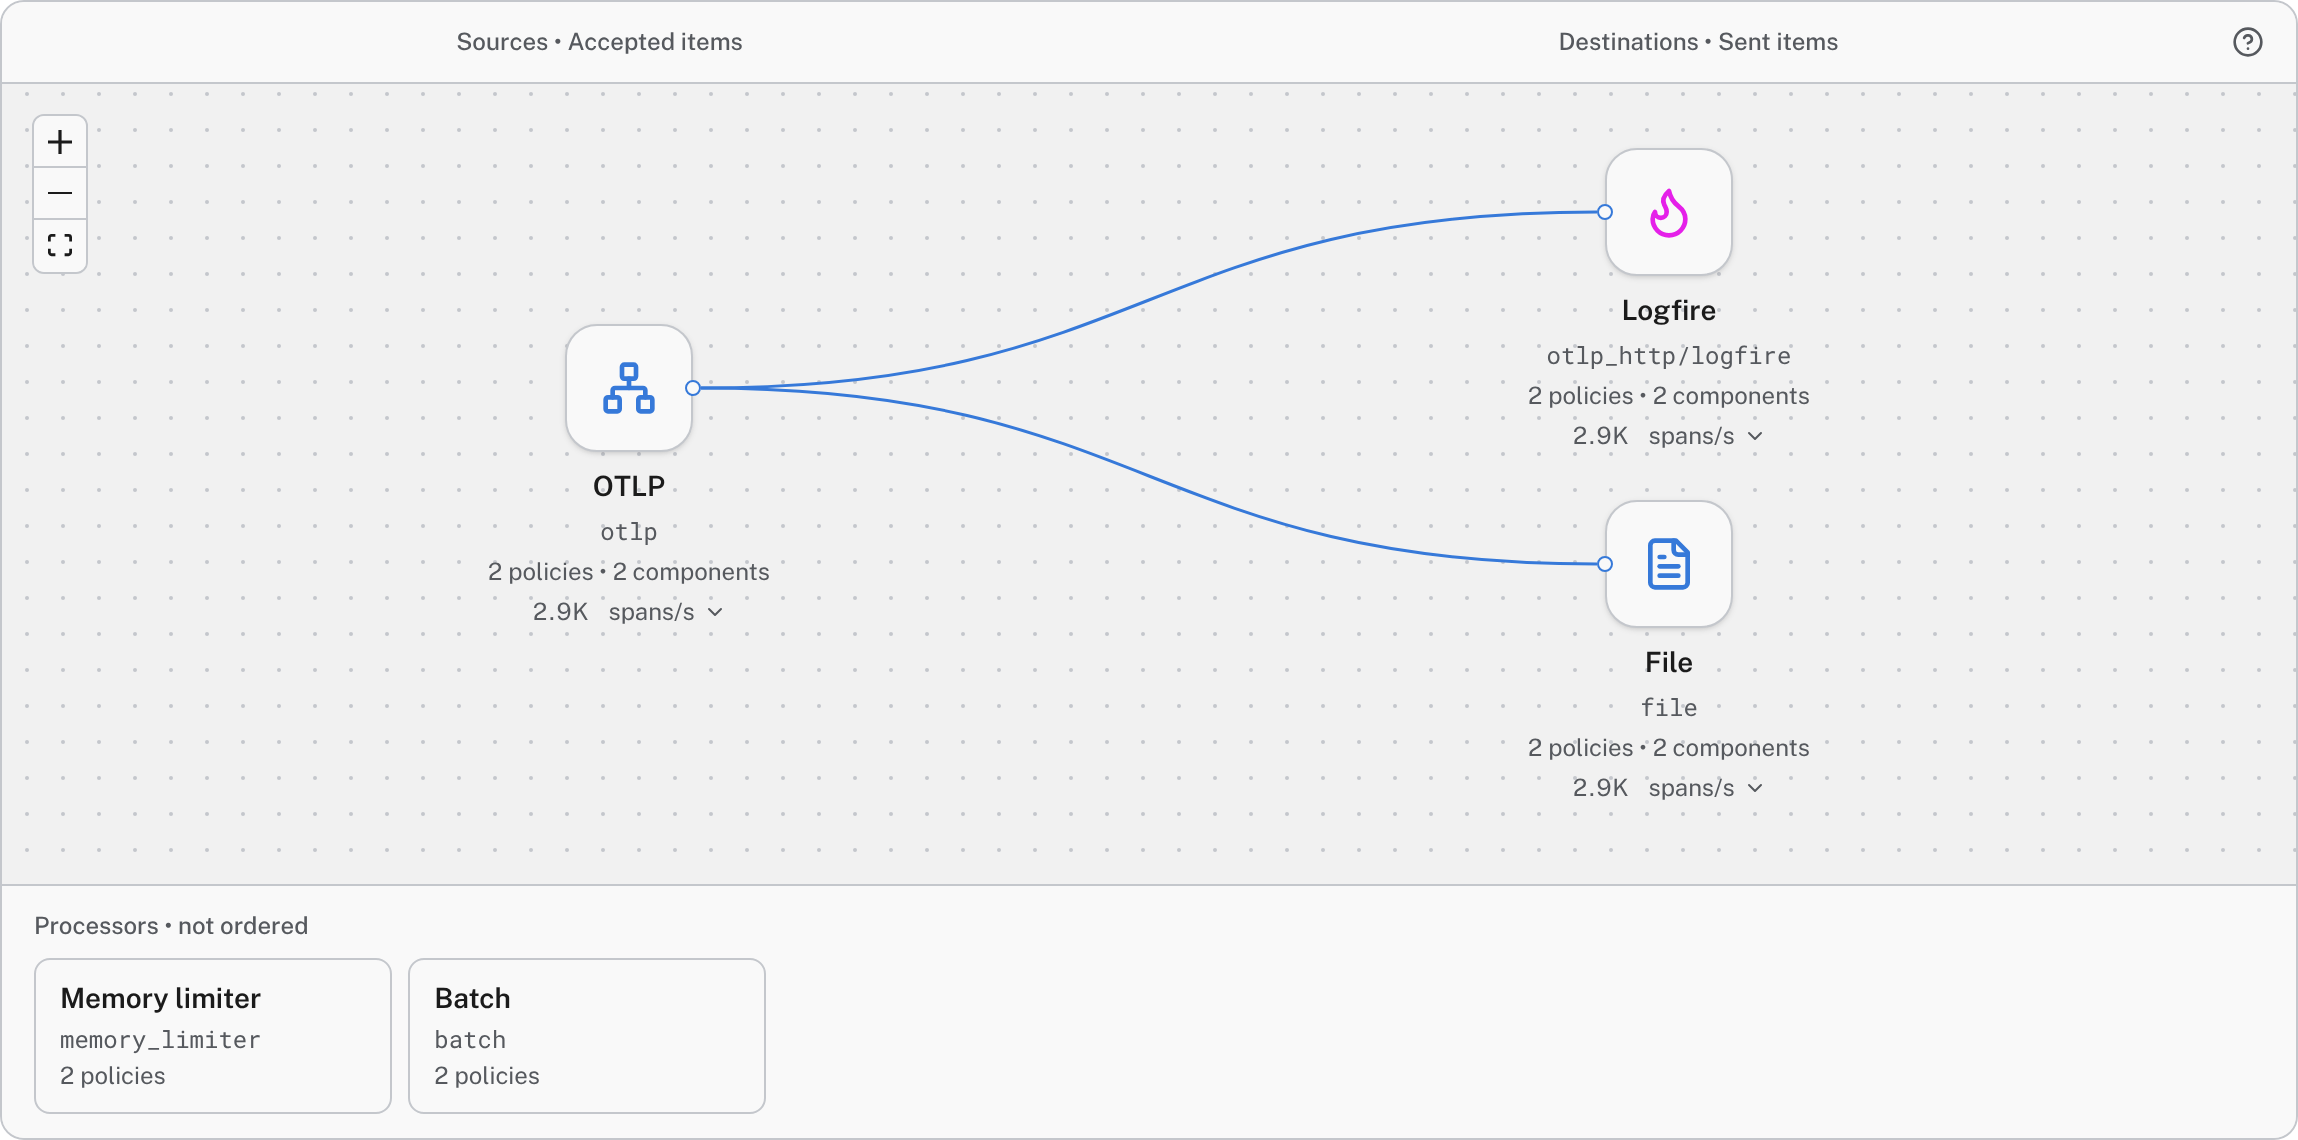 Sources • Accepted items
Destinations • Sent items
Logfire
otlp_http/logfire
2 policies • 2 components
2.9K spans/s
OTLP
otlp
2 policies • 2 components
2.9K spans/s
File
file
2 policies • 2 components
2.9K spans/s
Processors • not ordered
Memory limiter
memory_limiter
2 policies
Batch
batch
2 policies